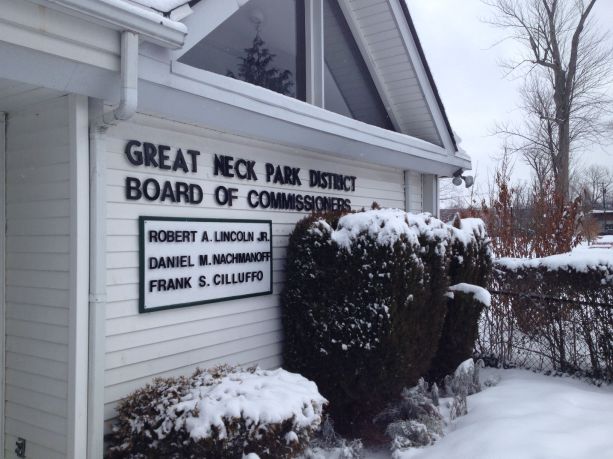 GREAT NECK PARK DISTRICT
BOARD OF COMMISSIONERS
ROBERT A. LINCOLN JR.
DANIEL M. NACHMANOFF
FRANK S. CILLUFFO